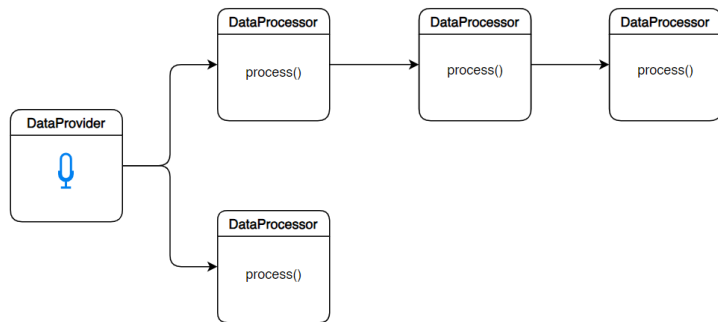 DataProcessor
process()
DataProcessor
process()
DataProcessor
process()
DataProvider
DataProcessor
process()